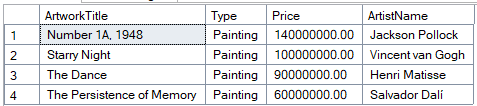 ArtworkTitle Type Price ArtistName
1 Number 1A, 1948 Painting 140000000.00 Jackson Pollock
2 Starry Night Painting 100000000.00 Vincent van Gogh
3 The Dance Painting 90000000.00 Henri Matisse
4 The Persistence of Memory Painting 60000000.00 Salvador Dalí